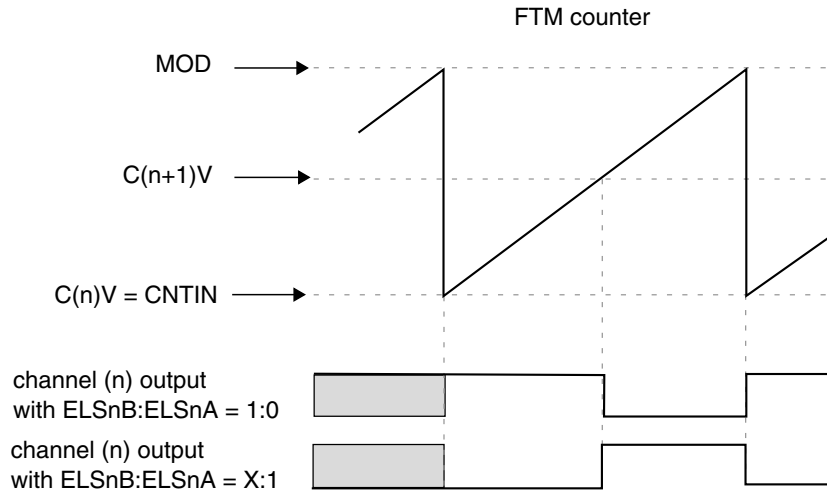 FTM counter
MOD
C(n+1)V
C(n)V = CNTIN
channel (n) output
with ELSnB:ELSnA = 1:0
channel (n) output
with ELSnB:ELSnA = X:1